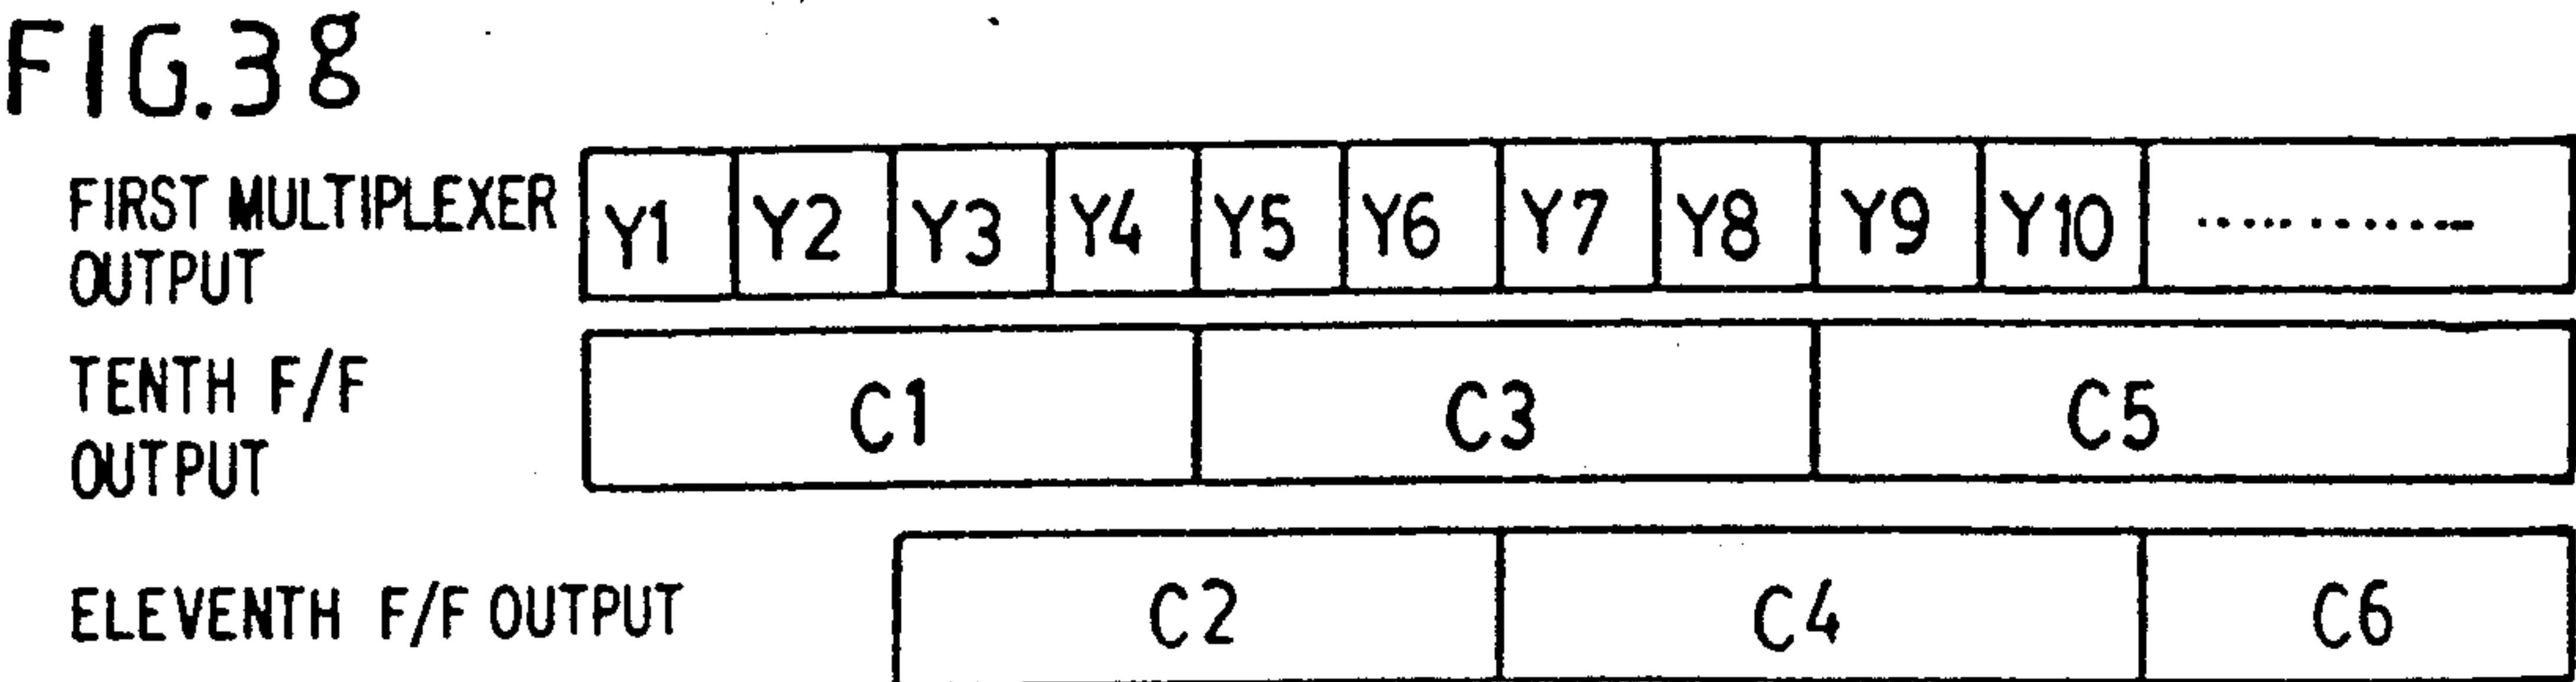 FIG.38
FIRST MULTIPLEXER
OUTPUT
Y1 Y2 Y3 Y4 Y5 Y6 Y7 Y8 Y9 Y10 .............
TENTH F/F
OUTPUT
C1 C3 C5
ELEVENTH F/F OUTPUT
C2 C4 C6